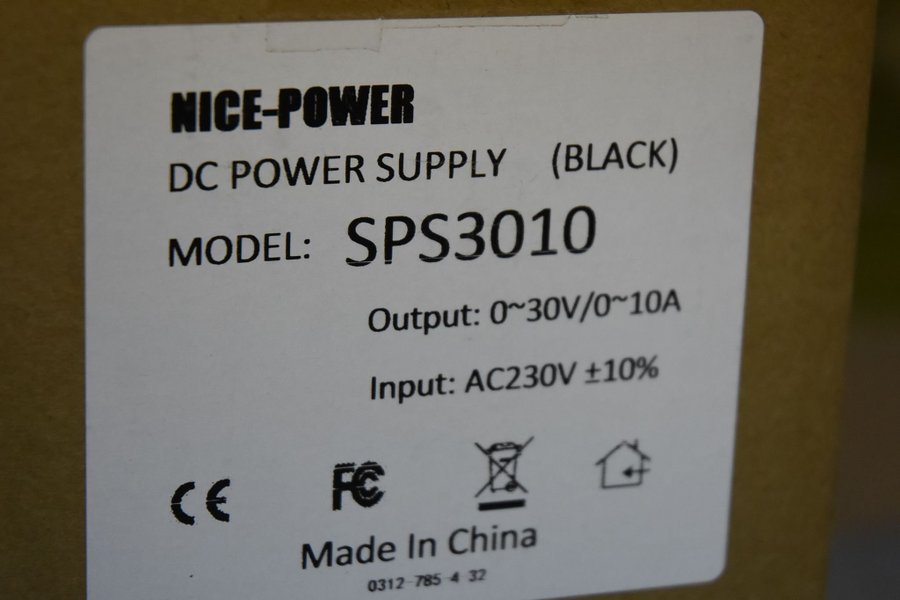 NICE-POWER
DC POWER SUPPLY (BLACK)
MODEL: SPS3010
Output: 0~30V/0~10A
Input: AC230V ±10%
CE FC
Made In China
0312 785 4 32